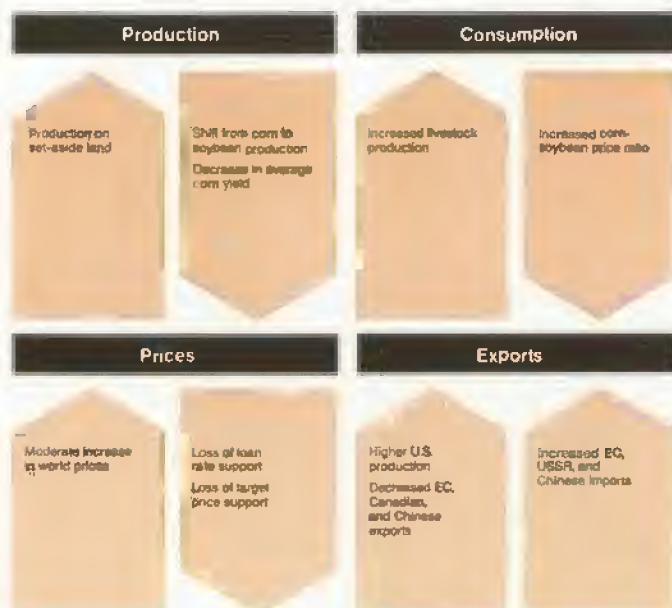 Production
Production on
set-aside land
Shift from corn to
soybean production
Decrease in average
corn yield
Consumption
Increased livestock
production
Increased corn-
soybean price ratio
Prices
Moderate increase
in world prices
Loss of loan
rate support
Loss of target
price support
Exports
Higher U.S.
production
Decreased EC,
Canadian,
and Chinese
exports
Increased EC,
USSR, and
Chinese imports